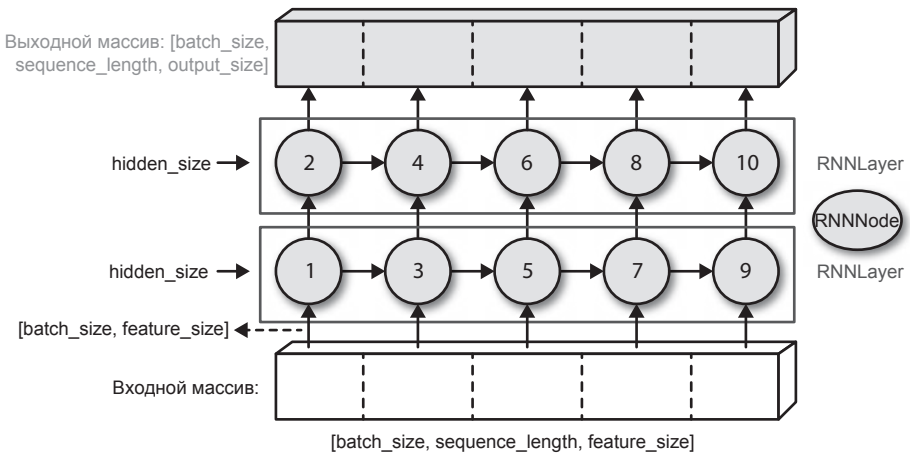 Выходной массив: [batch_size,
sequence_length, output_size]
hidden_size
2
4
6
8
10
RNNLayer
RNNNode
hidden_size
1
3
5
7
9
RNNLayer
[batch_size, feature_size]
Входной массив:
[batch_size, sequence_length, feature_size]